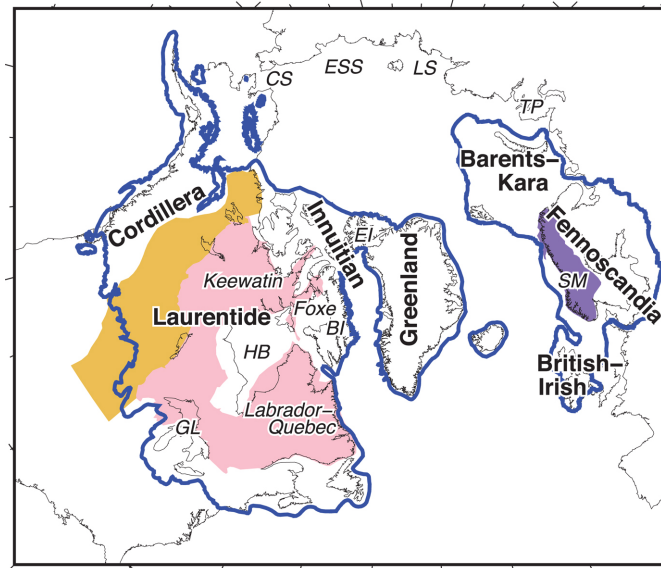 CS
ESS
LS
TP
Barents–
Kara
Cordillera
Innuitian
EI
Greenland
Fennoscandia
SM
Keewatin
Laurentide
Foxe
BI
HB
British–
Irish
Labrador–
Quebec
GL